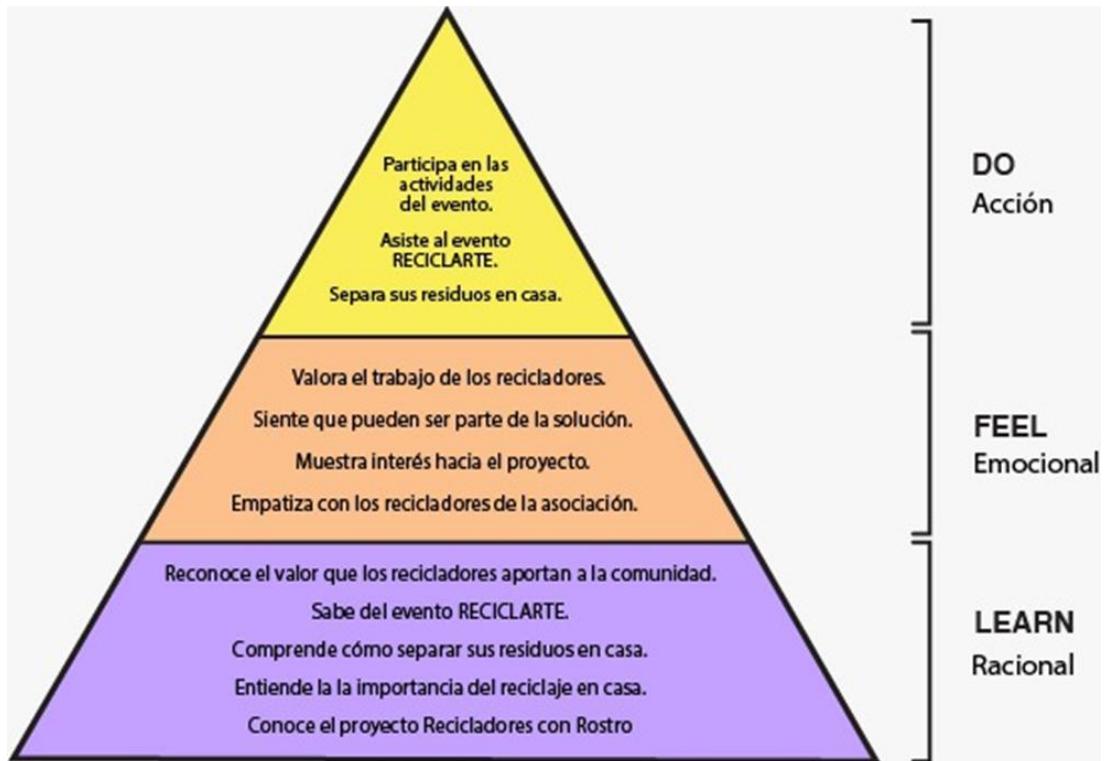 Participa en las
actividades
del evento.
Asiste al evento
RECICLARTE.
Separa sus residuos en casa.
DO
Acción
Valora el trabajo de los recicladores.
Siente que pueden ser parte de la solución.
Muestra interés hacia el proyecto.
Empatiza con los recicladores de la asociación.
FEEL
Emocional
Reconoce el valor que los recicladores aportan a la comunidad.
Sabe del evento RECICLARTE.
Comprende cómo separar sus residuos en casa.
Entiende la la importancia del reciclaje en casa.
Conoce el proyecto Recicladores con Rostro
LEARN
Racional